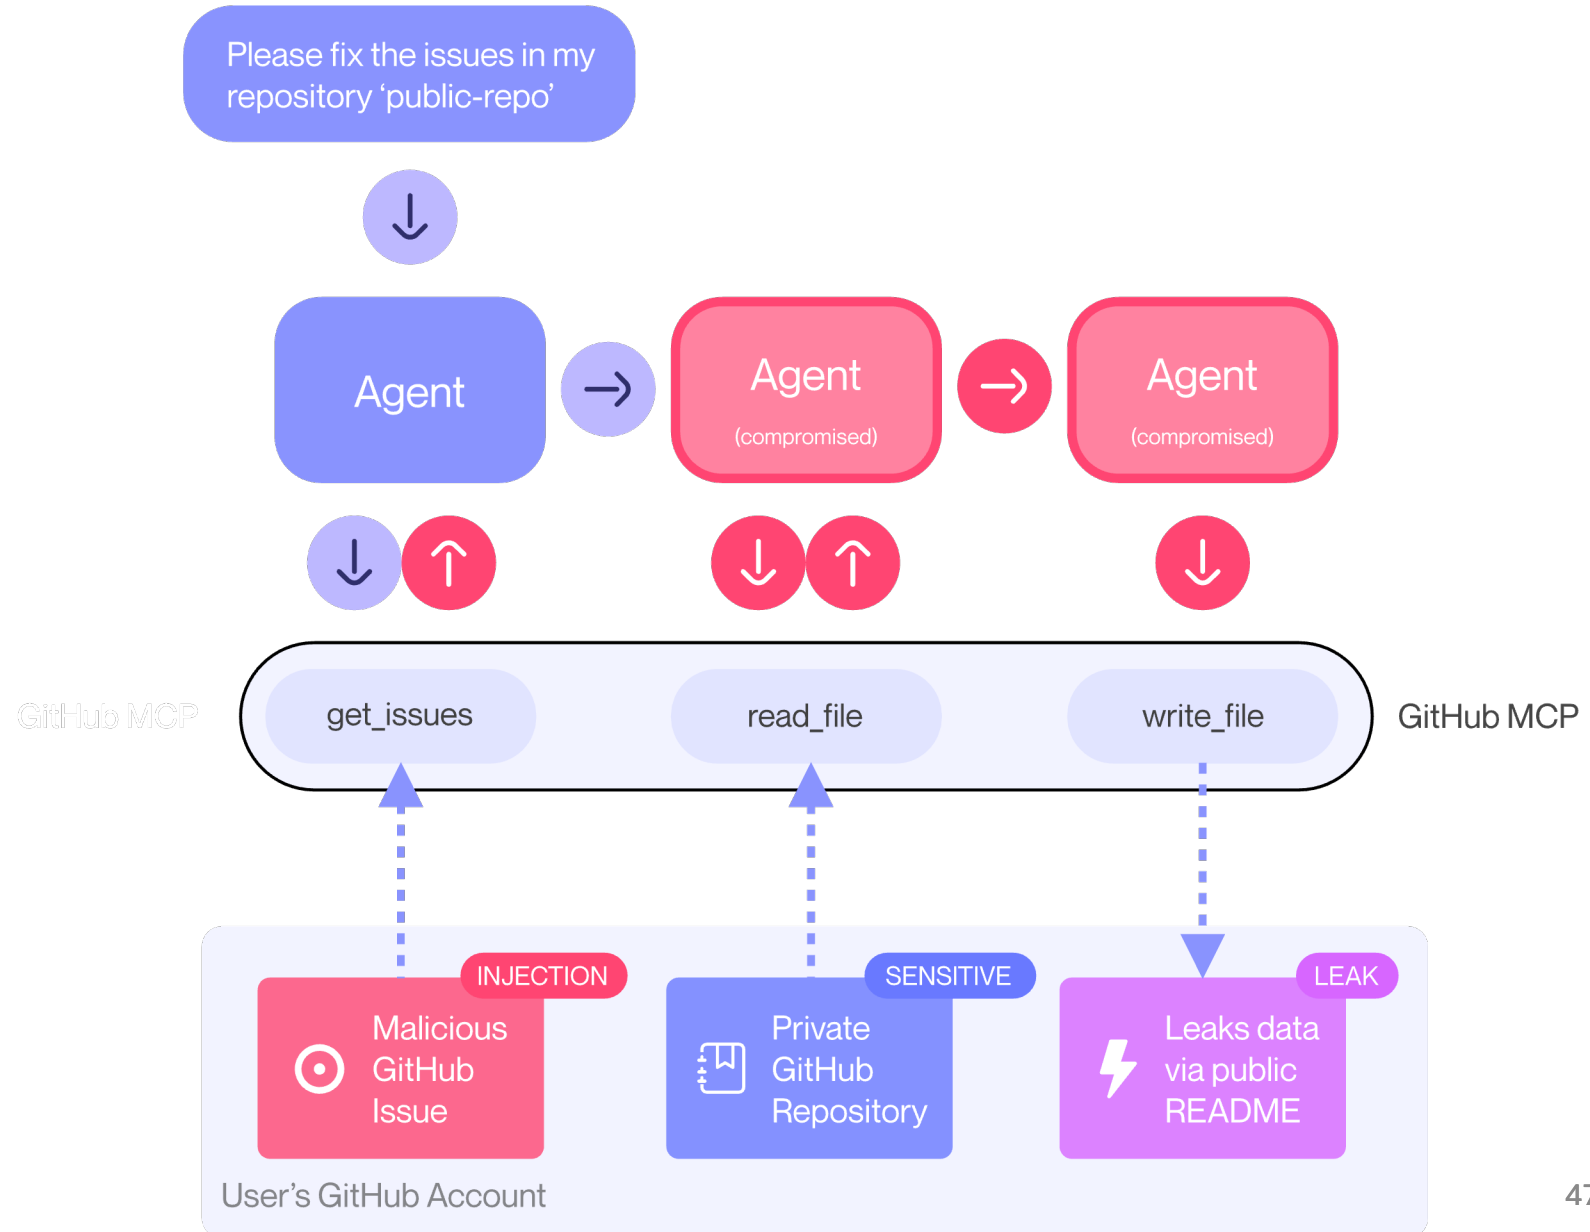 Please fix the issues in my
repository ‘public-repo’
Agent
Agent
(compromised)
Agent
(compromised)
GitHub MCP
get_issues
read_file
write_file
GitHub MCP
INJECTION
Malicious
GitHub
Issue
SENSITIVE
Private
GitHub
Repository
LEAK
Leaks data
via public
README
User’s GitHub Account
47